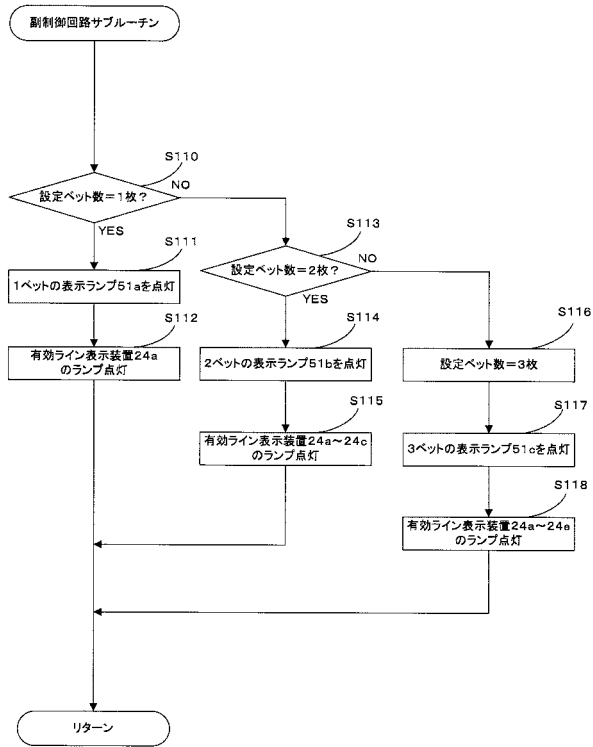 副制御回路サブルーチン
S110
設定ベット数=1枚?
NO
YES
S111
1ベットの表示ランプ51aを点灯
S112
有効ライン表示装置24a
のランプ点灯
S113
設定ベット数=2枚?
NO
YES
S114
2ベットの表示ランプ51bを点灯
S115
有効ライン表示装置24a~24c
のランプ点灯
S116
設定ベット数=3枚
S117
3ベットの表示ランプ51cを点灯
S118
有効ライン表示装置24a~24e
のランプ点灯
リターン